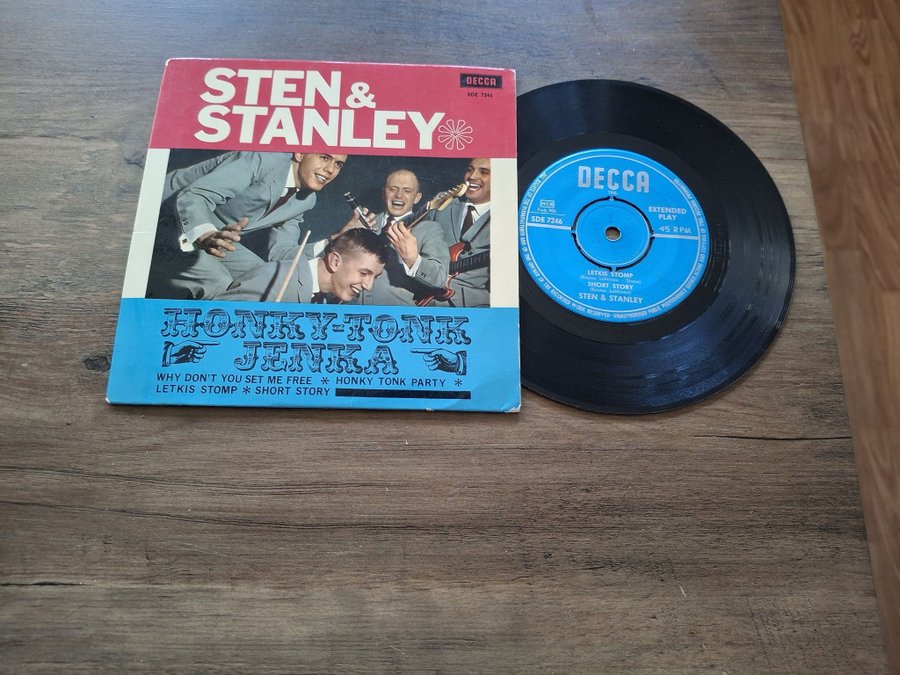 STEN &
STANLEY
DECCA
SDE 7246
HONKY-TONK
JENKA
WHY DON'T YOU SET ME FREE * HONKY TONK PARTY *
LETKIS STOMP * SHORT STORY
DECCA
NCB
SDE 7246
EXTENDED
PLAY
45 RPM
LETKIS STOMP
SHORT STORY
STEN & STANLEY